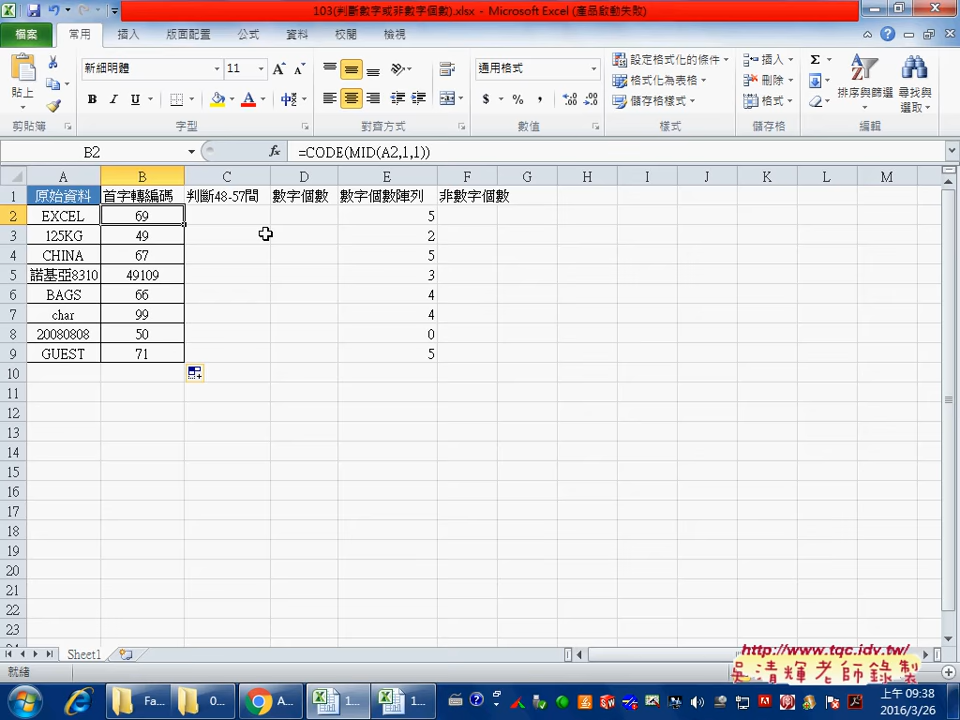 103(判斷數字或非數字個數).xlsx - Microsoft Excel (產品啟動失敗)
檔案 常用 插入 版面配置 公式 資料 校閱 檢視
貼上 新細明體 11 通用格式 設定格式化的條件 插入 Σ
B I U A 中 $ % , .0 .00 格式化為表格 刪除 排序與篩選 尋找與選取
儲存格樣式 格式
剪貼簿 字型 對齊方式 數值 樣式 儲存格 編輯
B2 fx =CODE(MID(A2,1,1))
A B C D E F G H I J K L M
1 原始資料 首字轉編碼 判斷48-57間 數字個數 數字個數陣列 非數字個數
2 EXCEL 69 5
3 125KG 49 2
4 CHINA 67 5
5 諾基亞8310 49109 3
6 BAGS 66 4
7 char 99 4
8 20080808 50 0
9 GUEST 71 5
10
11
12
13
14
15
16
17
18
19
20
21
22
23
Sheet1
就緒
http://www.tqc.idv.tw/
吳清輝老師錄製
Fa... 0... A... 1... 1...
上午 09:38
2016/3/26